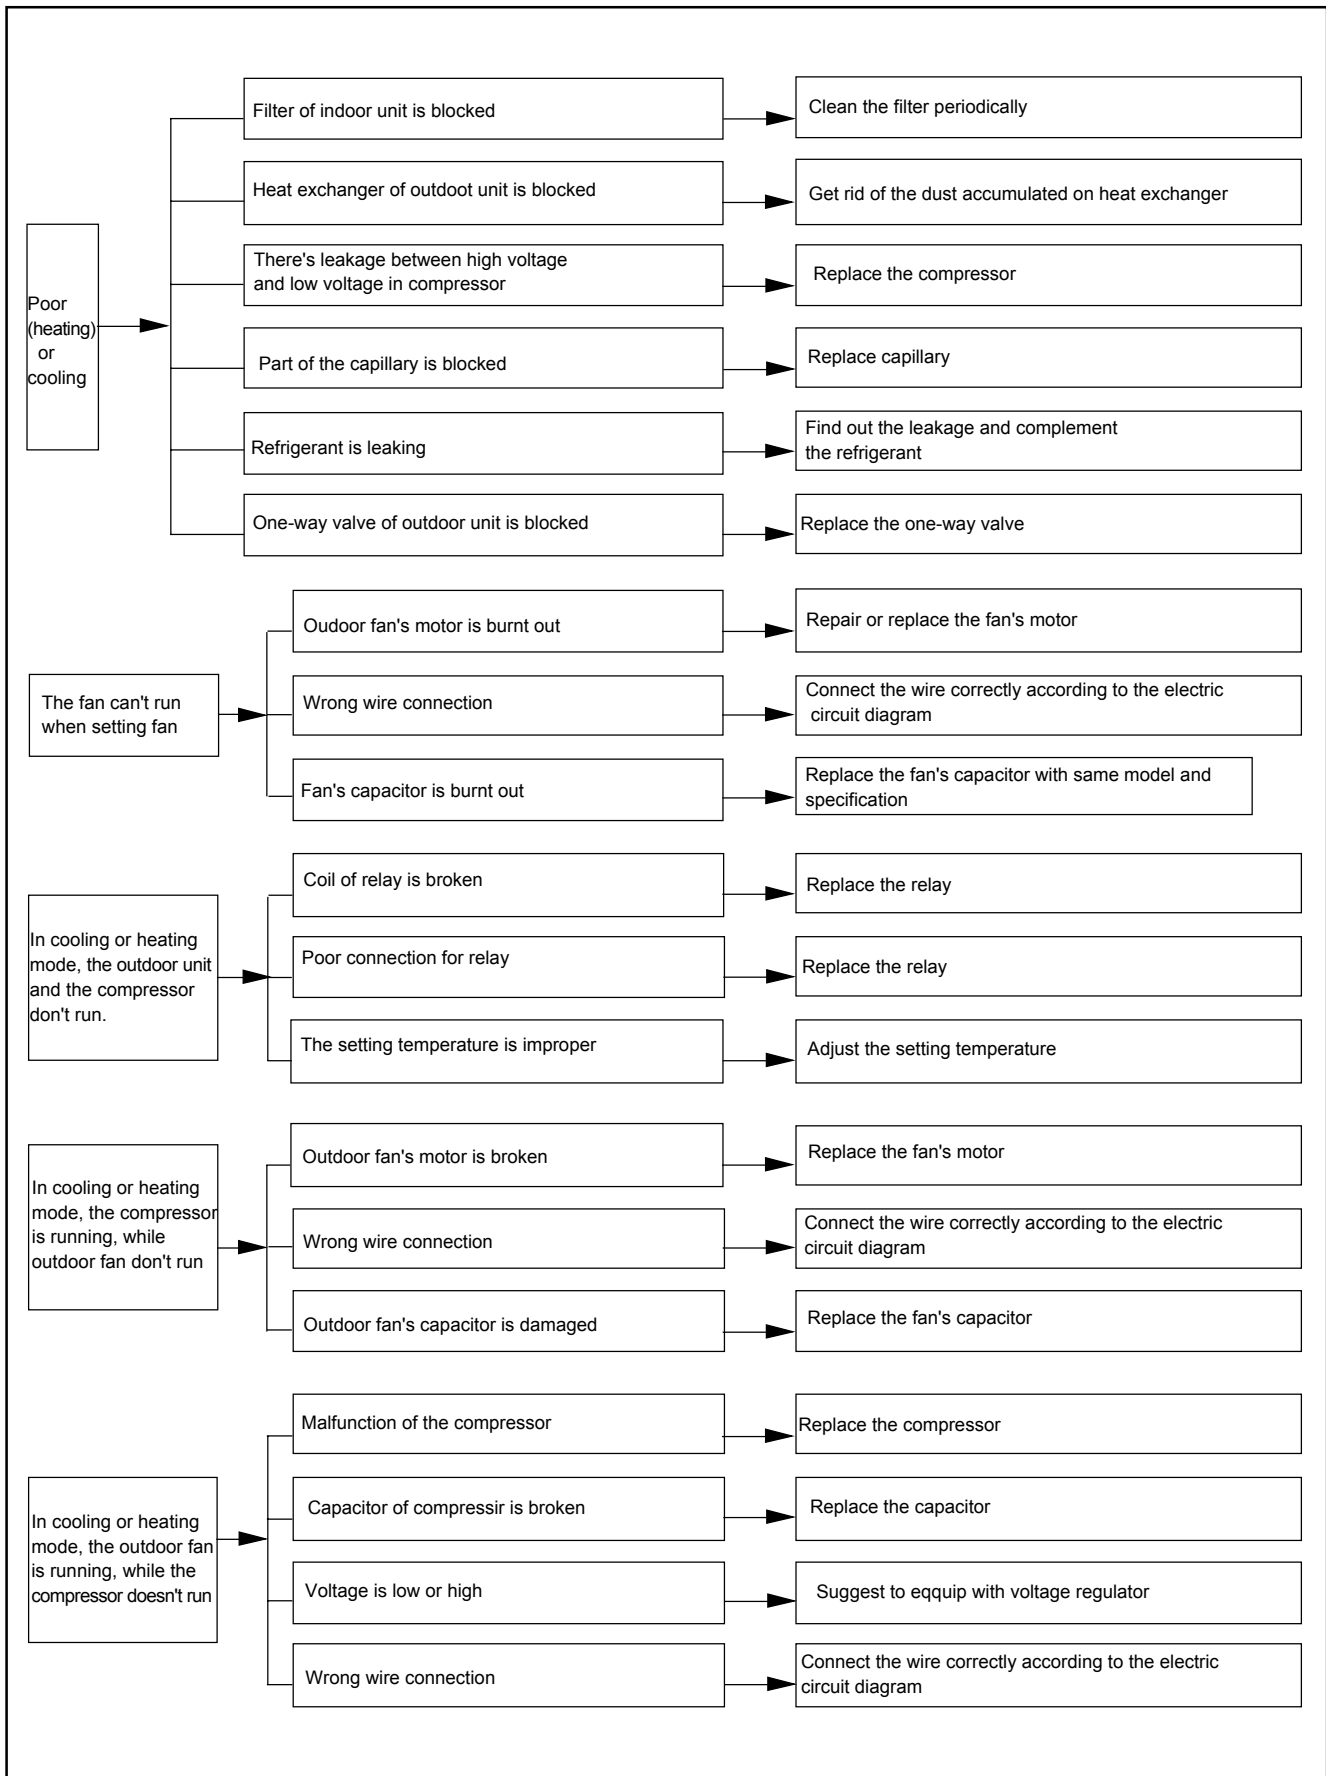 Filter of indoor unit is blocked
Clean the filter periodically
Heat exchanger of outdoot unit is blocked
Get rid of the dust accumulated on heat exchanger
Poor
(heating)
or
cooling
There's leakage between high voltage
and low voltage in compressor
Replace the compressor
Part of the capillary is blocked
Replace capillary
Refrigerant is leaking
Find out the leakage and complement
the refrigerant
One-way valve of outdoor unit is blocked
Replace the one-way valve
The fan can't run
when setting fan
Oudoor fan's motor is burnt out
Repair or replace the fan's motor
Wrong wire connection
Connect the wire correctly according to the electric
circuit diagram
Fan's capacitor is burnt out
Replace the fan's capacitor with same model and
specification
In cooling or heating
mode, the outdoor unit
and the compressor
don't run.
Coil of relay is broken
Replace the relay
Poor connection for relay
Replace the relay
The setting temperature is improper
Adjust the setting temperature
In cooling or heating
mode, the compressor
is running, while
outdoor fan don't run
Outdoor fan's motor is broken
Replace the fan's motor
Wrong wire connection
Connect the wire correctly according to the electric
circuit diagram
Outdoor fan's capacitor is damaged
Replace the fan's capacitor
In cooling or heating
mode, the outdoor fan
is running, while the
compressor doesn't run
Malfunction of the compressor
Replace the compressor
Capacitor of compressir is broken
Replace the capacitor
Voltage is low or high
Suggest to eqquip with voltage regulator
Wrong wire connection
Connect the wire correctly according to the electric
circuit diagram